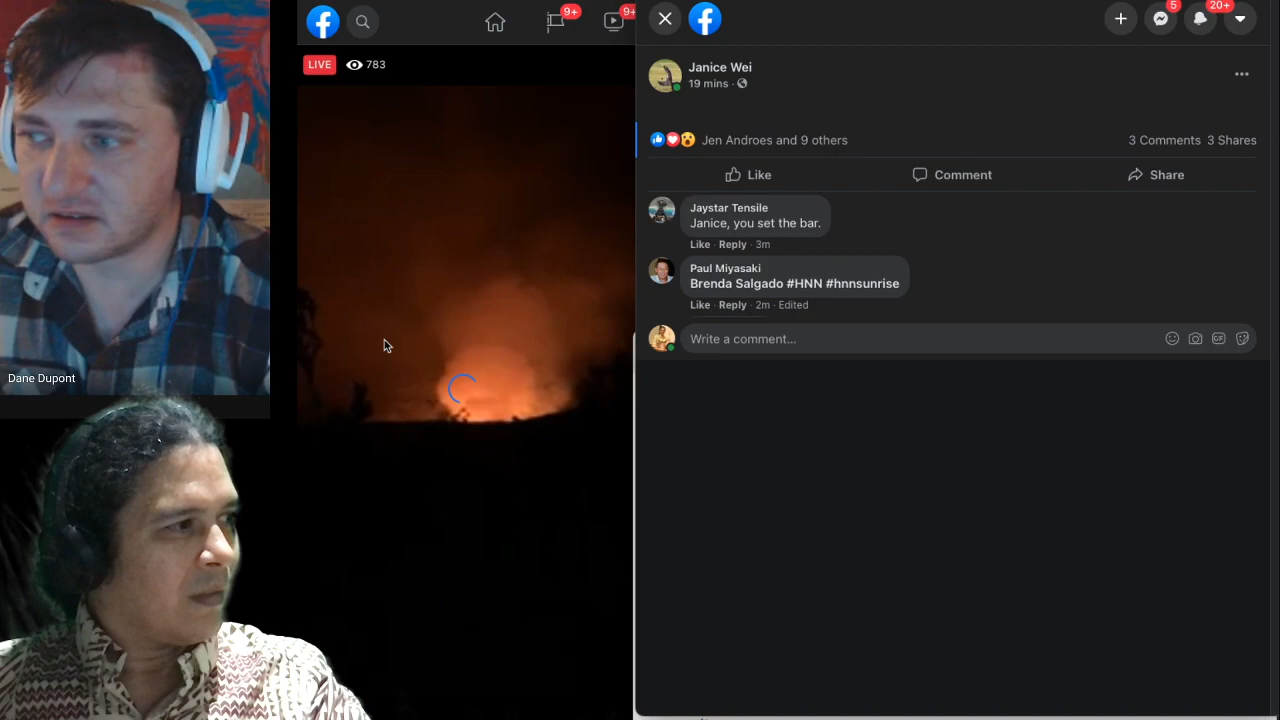 Dane Dupont
9+
9+
LIVE 783
5
20+
Janice Wei
19 mins ·
Jen Androes and 9 others
3 Comments 3 Shares
Like
Comment
Share
Jaystar Tensile
Janice, you set the bar.
Like · Reply · 3m
Paul Miyasaki
Brenda Salgado #HNN #hnnsunrise
Like · Reply · 2m · Edited
Write a comment...
GIF